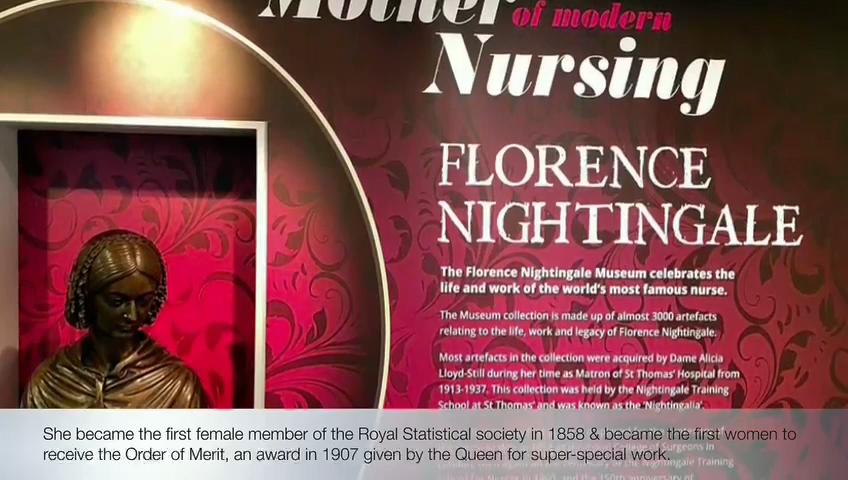 Mother of modern
Nursing
FLORENCE
NIGHTINGALE
The Florence Nightingale Museum celebrates the
life and work of the world's most famous nurse.
The Museum collection is made up of almost 3000 artefacts
relating to the life, work and legacy of Florence Nightingale.
Most artefacts in the collection were acquired by Dame Alicia
Lloyd-Still during her time as Matron of St Thomas' Hospital from
1913-1937. This collection was held by the Nightingale Training
School at St Thomas' and was known as the 'Nightingalia'.
She became the first female member of the Royal Statistical society in 1858 & became the first women to
receive the Order of Merit, an award in 1907 given by the Queen for super-special work.